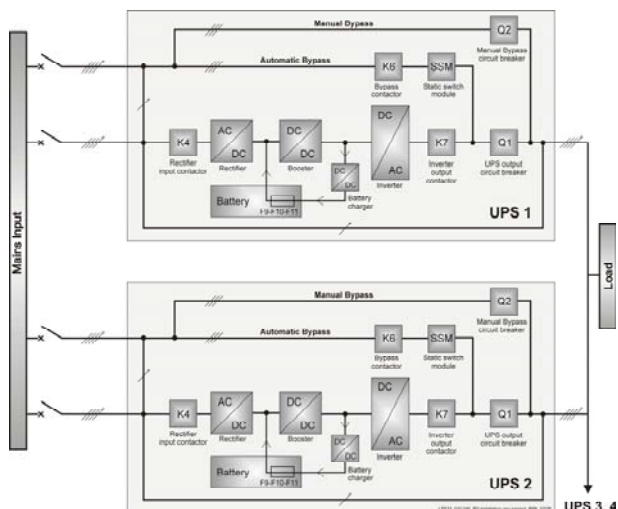 Mains Input
Manual Bypass
Q2
Manual Bypass
circuit breaker
Automatic Bypass
K6
Bypass
contactor
SSM
Static switch
module
K4
Rectifier
input contactor
AC
DC
Rectifier
DC
DC
Booster
DC
DC
Battery
charger
DC
AC
Inverter
K7
Inverter
output
contactor
Q1
UPS output
circuit breaker
Battery
F9-F10-F11
UPS 1
Load
Manual Bypass
Q2
Manual Bypass
circuit breaker
Automatic Bypass
K6
Bypass
contactor
SSM
Static switch
module
K4
Rectifier
input contactor
AC
DC
Rectifier
DC
DC
Booster
DC
DC
Battery
charger
DC
AC
Inverter
K7
Inverter
output
contactor
Q1
UPS output
circuit breaker
Battery
F9-F10-F11
UPS 2
UPS 3, 4